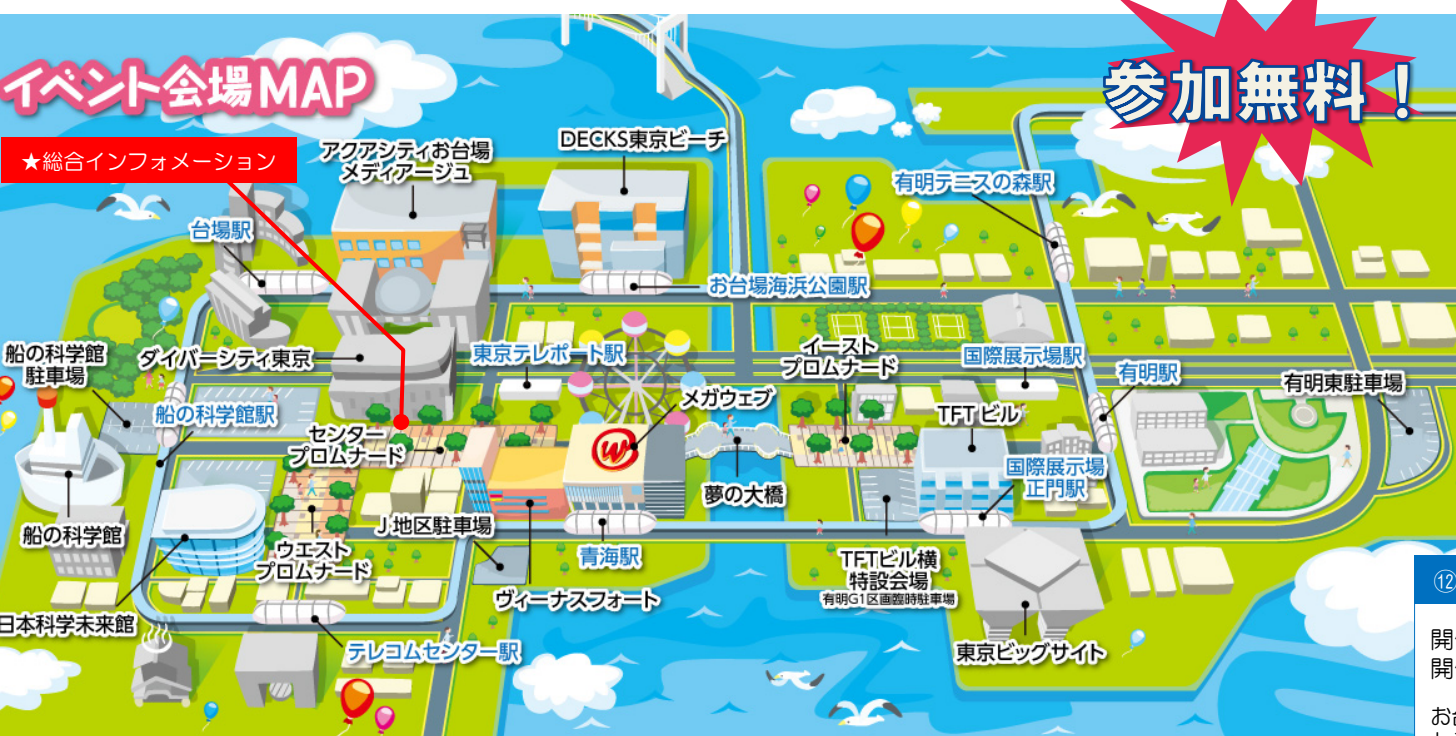 イベント会場MAP
参加無料！
★総合インフォメーション
アクアシティお台場
メディアージュ
DECKS東京ビーチ
有明テニスの森駅
台場駅
お台場海浜公園駅
船の科学館
駐車場
ダイバーシティ東京
東京テレポート駅
イースト
プロムナード
国際展示場駅
有明駅
有明東駐車場
船の科学館駅
メガウェブ
TFTビル
センター
プロムナード
W
国際展示場
正門駅
夢の大橋
船の科学館
J地区駐車場
ウエスト
プロムナード
青海駅
TFTビル横
特設会場
有明G1区画臨時駐車場
ヴィーナスフォート
日本科学未来館
テレコムセンター駅
東京ビッグサイト
⑫
開
開
お台